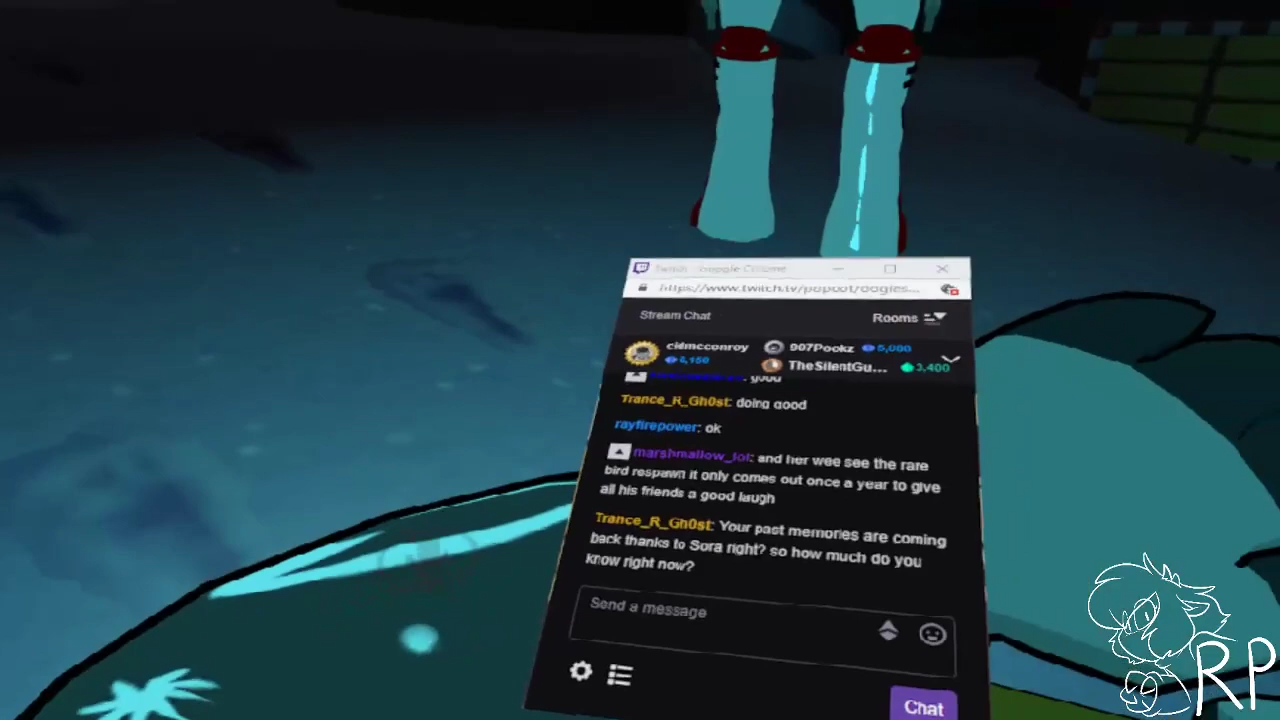 Stream Chat
Rooms
cidmcconroy
907Pookz 5,000
TheSilentGu... 3,400
good
Trance_R_Gh0st: doing good
rayfirepower: ok
marshmallow_lol: and her wee see the rare
bird respawn it only comes out once a year to give
all his friends a good laugh
Trance_R_Gh0st: Your past memories are coming
back thanks to Sora right? so how much do you
know right now?
Send a message
Chat
RP